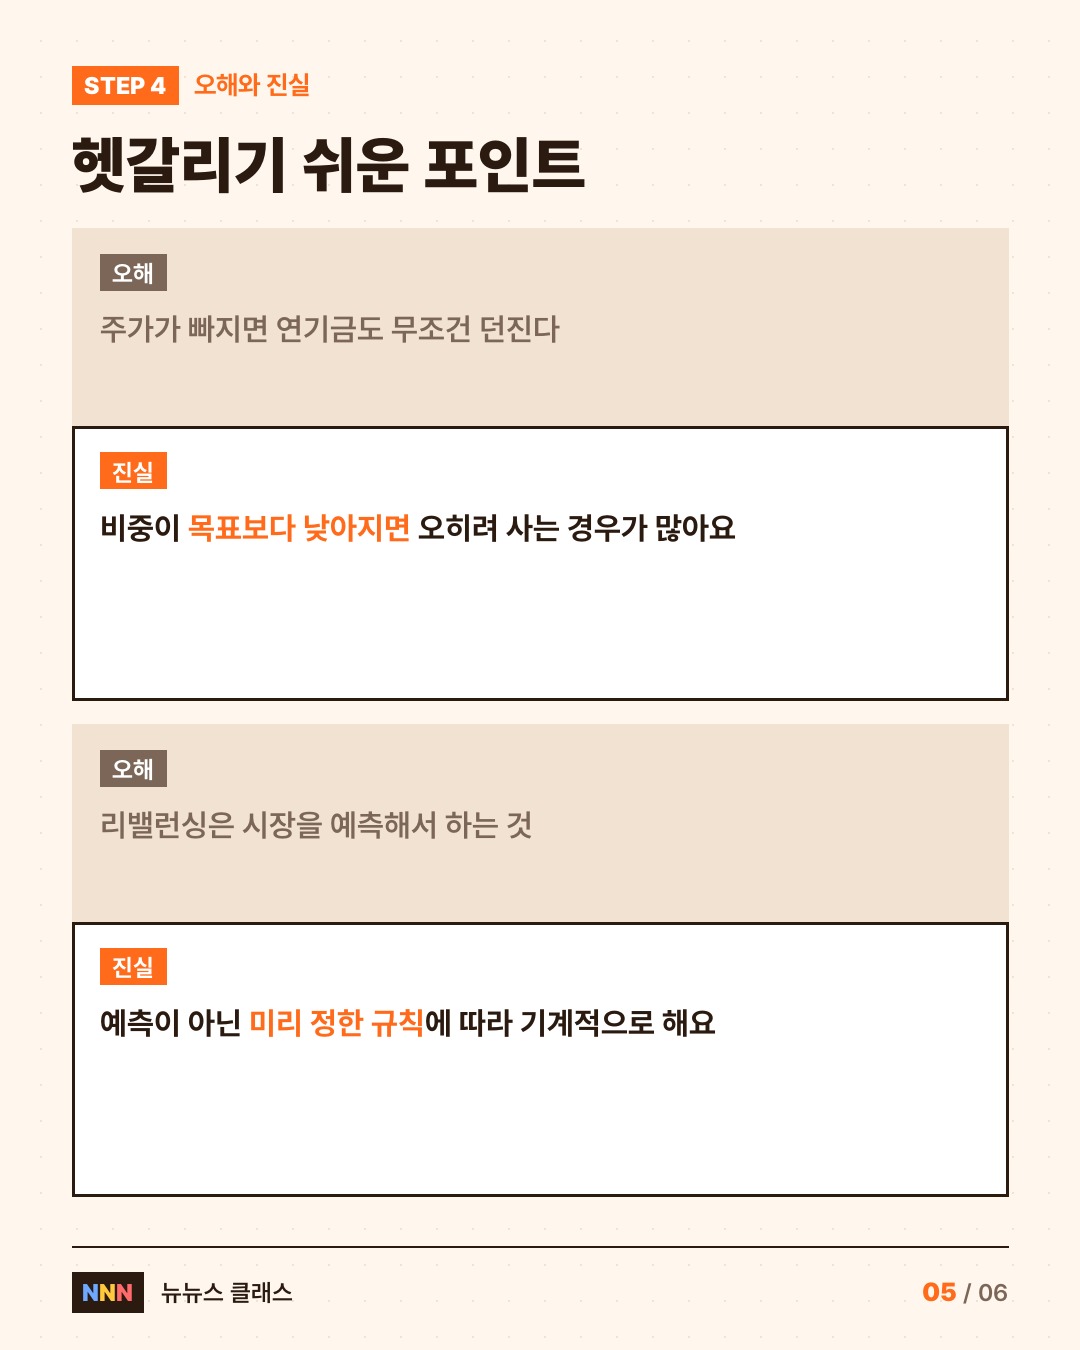 STEP 4 오해와 진실
헷갈리기 쉬운 포인트
오해
주가가 빠지면 연기금도 무조건 던진다
진실
비중이 목표보다 낮아지면 오히려 사는 경우가 많아요
오해
리밸런싱은 시장을 예측해서 하는 것
진실
예측이 아닌 미리 정한 규칙에 따라 기계적으로 해요
NNN 뉴뉴스 클래스
05 / 06